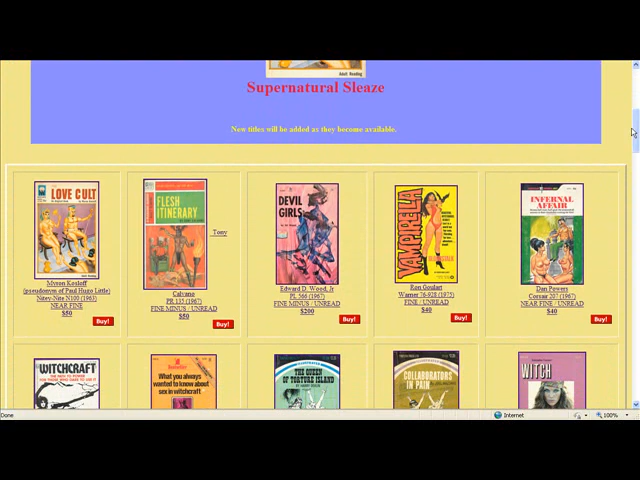 Adult Reading
Supernatural Sleaze
New titles will be added as they become available.
LOVE CULT
FLESH
ITINERARY
DEVIL
GIRLS
VAMPIRELLA
INFERNAL
AFFAIR
Tony
Myron Kosloff
(pseudonym of Paul Hugo Little)
Nitey-Nite N100 (1963)
NEAR FINE
$50
Buy!
Calvano
PR 115 (1967)
FINE MINUS / UNREAD
$50
Buy!
Edward D. Wood, Jr
PL 566 (1967)
FINE MINUS / UNREAD
$200
Buy!
Ron Goulart
Warner 76-928 (1975)
FINE / UNREAD
$40
Buy!
Dan Powers
Corsair 207 (1967)
NEAR FINE / UNREAD
$40
Buy!
WITCHCRAFT
What you always
wanted to know about
sex in witchcraft
THE QUEEN
OF TORTURE ISLAND
COLLABORATORS
IN PAIN
WITCH
Done
Internet
100%